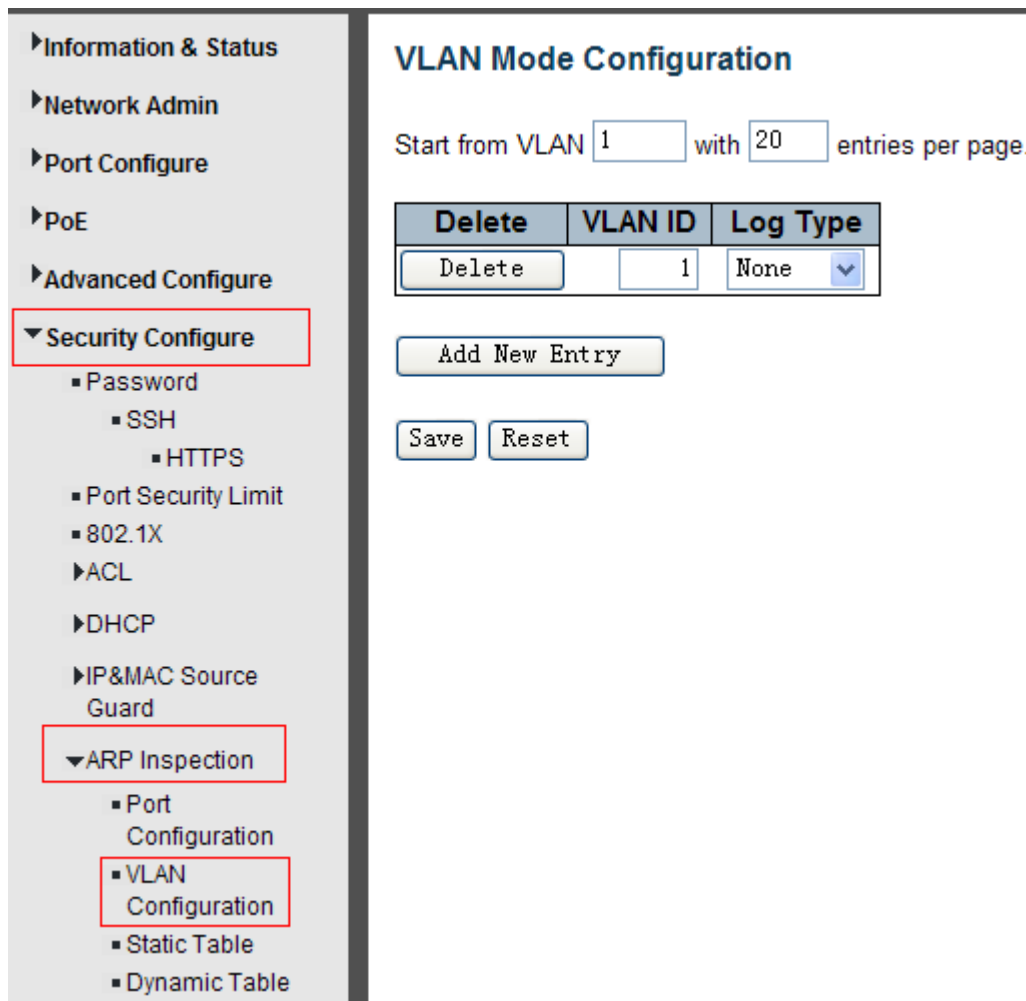 Information & Status
Network Admin
Port Configure
PoE
Advanced Configure
Security Configure
Password
SSH
HTTPS
Port Security Limit
802.1X
ACL
DHCP
IP&MAC Source
Guard
ARP Inspection
Port
Configuration
VLAN
Configuration
Static Table
Dynamic Table
VLAN Mode Configuration
Start from VLAN 1 with 20 entries per page.
Delete VLAN ID Log Type
Delete 1 None
Add New Entry
Save Reset